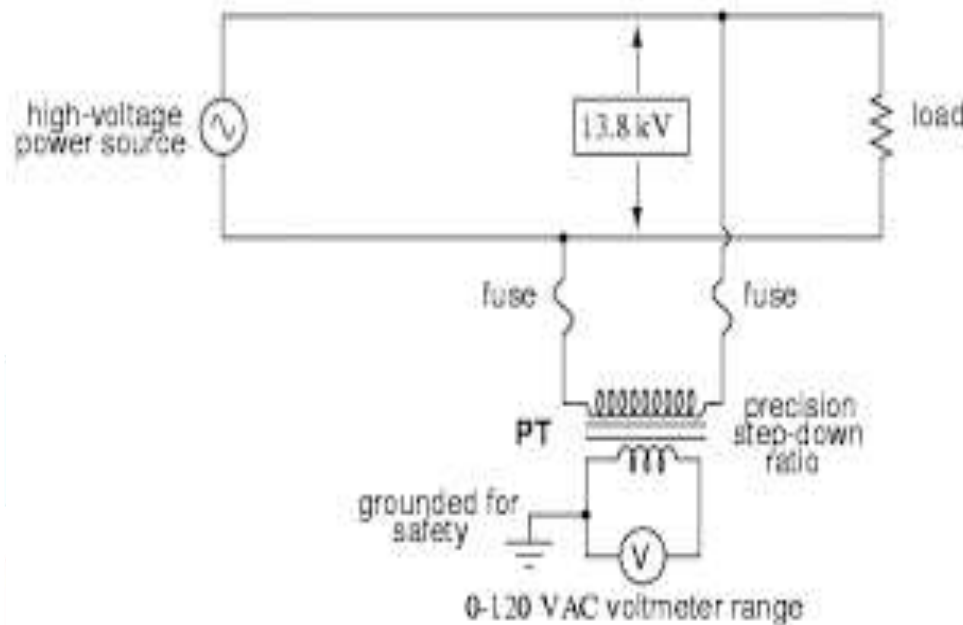 high-voltage
power source
13.8 kV
load
fuse
fuse
PT
precision
step-down
ratio
grounded for
safety
V
0-120 VAC voltmeter range